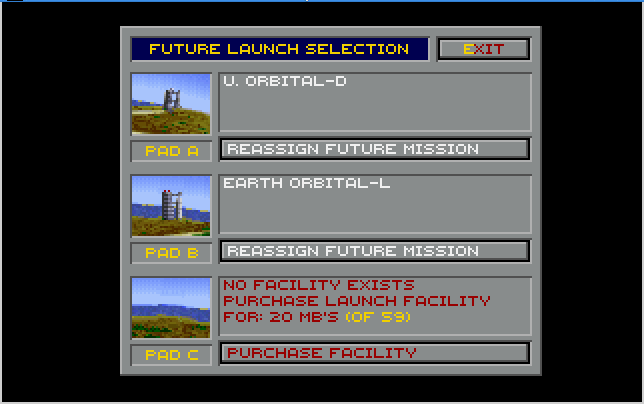 FUTURE LAUNCH SELECTION
EXIT
U. ORBITAL-D
PAD A
REASSIGN FUTURE MISSION
EARTH ORBITAL-L
PAD B
REASSIGN FUTURE MISSION
NO FACILITY EXISTS
PURCHASE LAUNCH FACILITY
FOR: 20 MB'S (OF 59)
PAD C
PURCHASE FACILITY